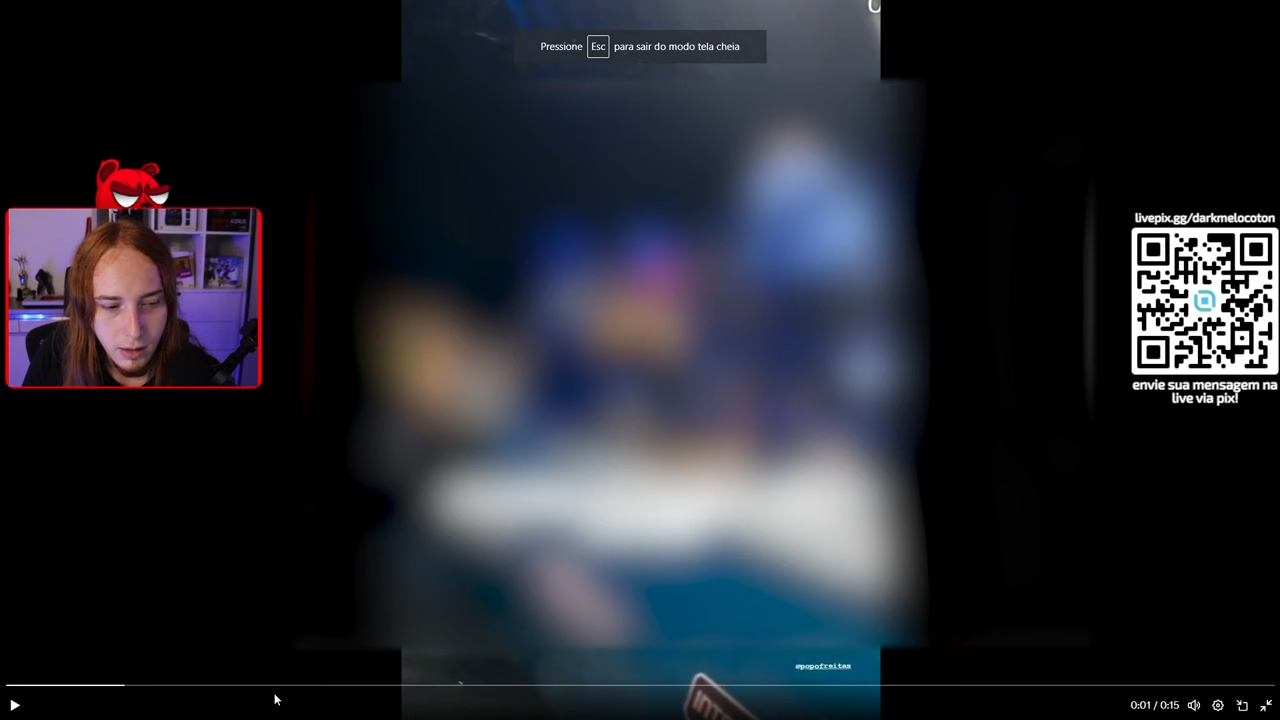 Pressione Esc para sair do modo tela cheia
livepix.gg/darkmelocoton
envie sua mensagem na
live via pix!
@popofreitas
0:01 / 0:15